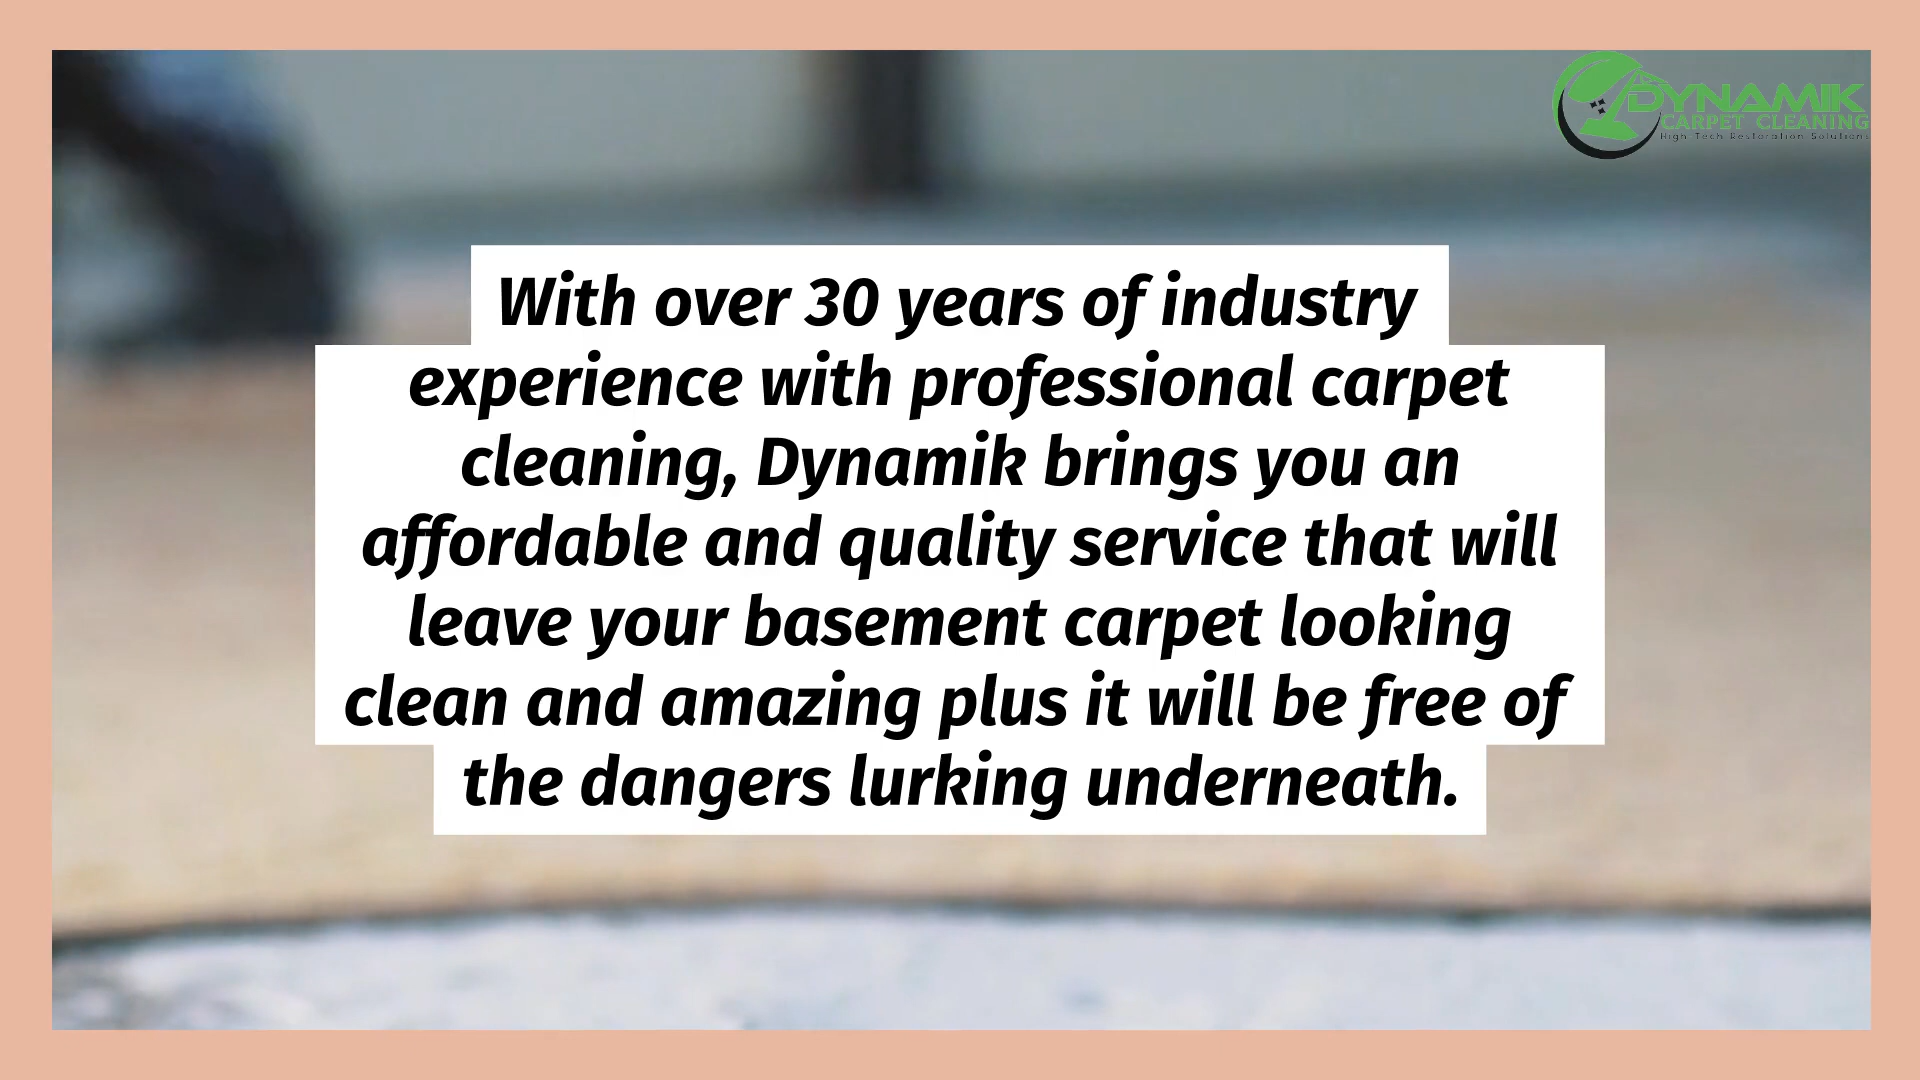 DYNAMIK
CARPET CLEANING
High Tech Restoration Solutions
With over 30 years of industry
experience with professional carpet
cleaning, Dynamik brings you an
affordable and quality service that will
leave your basement carpet looking
clean and amazing plus it will be free of
the dangers lurking underneath.